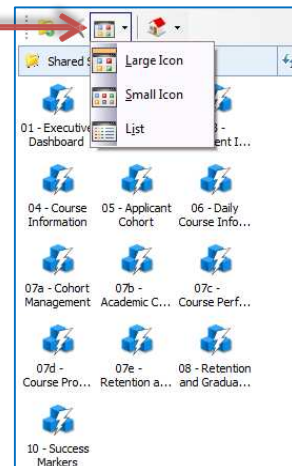 Large Icon
Shared
Small Icon
List
01 - Executive
Dashboard
04 - Course
Information
05 - Applicant
Cohort
06 - Daily
Course Info...
07a - Cohort
Management
07b -
Academic C...
07c -
Course Perf...
07d -
Course Pro...
07e -
Retention a...
08 - Retention
and Gradua...
10 - Success
Markers